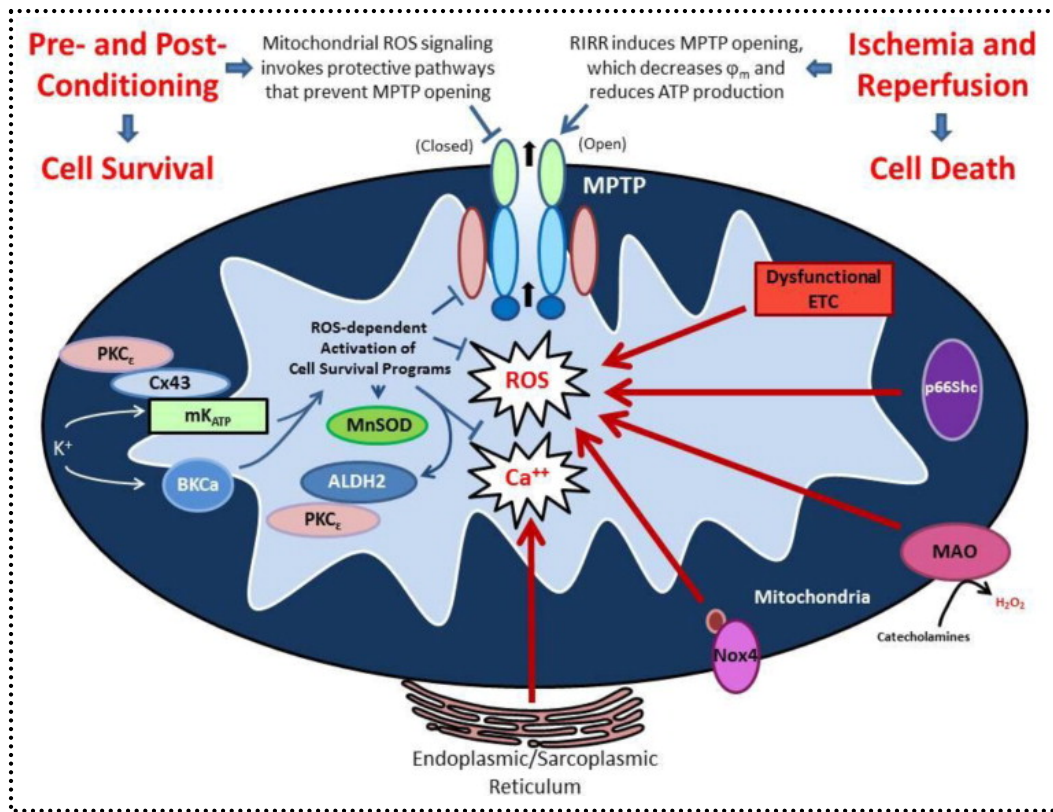 Pre- and Post-
Conditioning
Cell Survival
Mitochondrial ROS signaling
invokes protective pathways
that prevent MPTP opening
RIRR induces MPTP opening,
which decreases φₘ and
reduces ATP production
Ischemia and
Reperfusion
Cell Death
(Closed)
(Open)
MPTP
Dysfunctional
ETC
ROS-dependent
Activation of
Cell Survival Programs
PKCε
Cx43
mK_ATP
K⁺
BKCa
MnSOD
ALDH2
PKCε
ROS
Ca⁺⁺
p66Shc
MAO
H₂O₂
Catecholamines
Mitochondria
Nox4
Endoplasmic/Sarcoplasmic
Reticulum